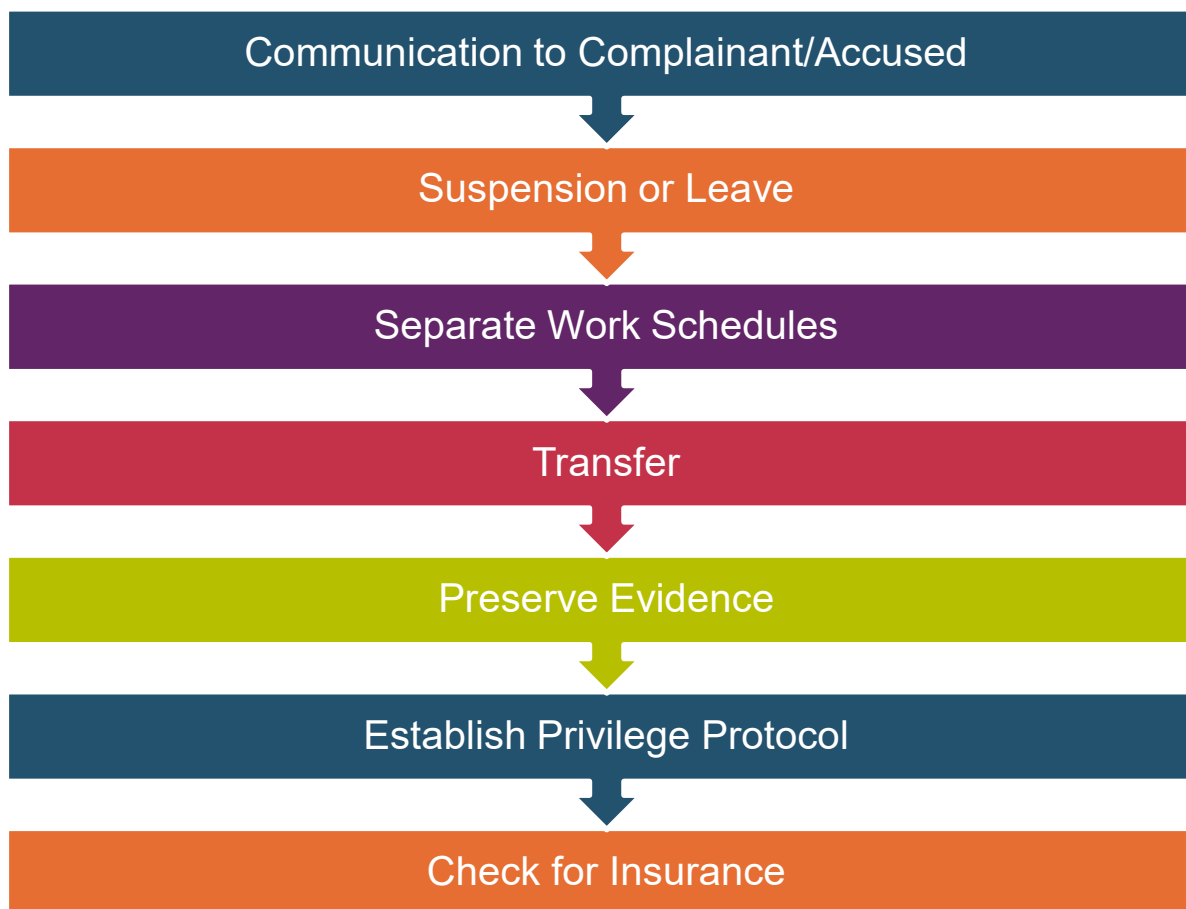 Communication to Complainant/Accused
Suspension or Leave
Separate Work Schedules
Transfer
Preserve Evidence
Establish Privilege Protocol
Check for Insurance